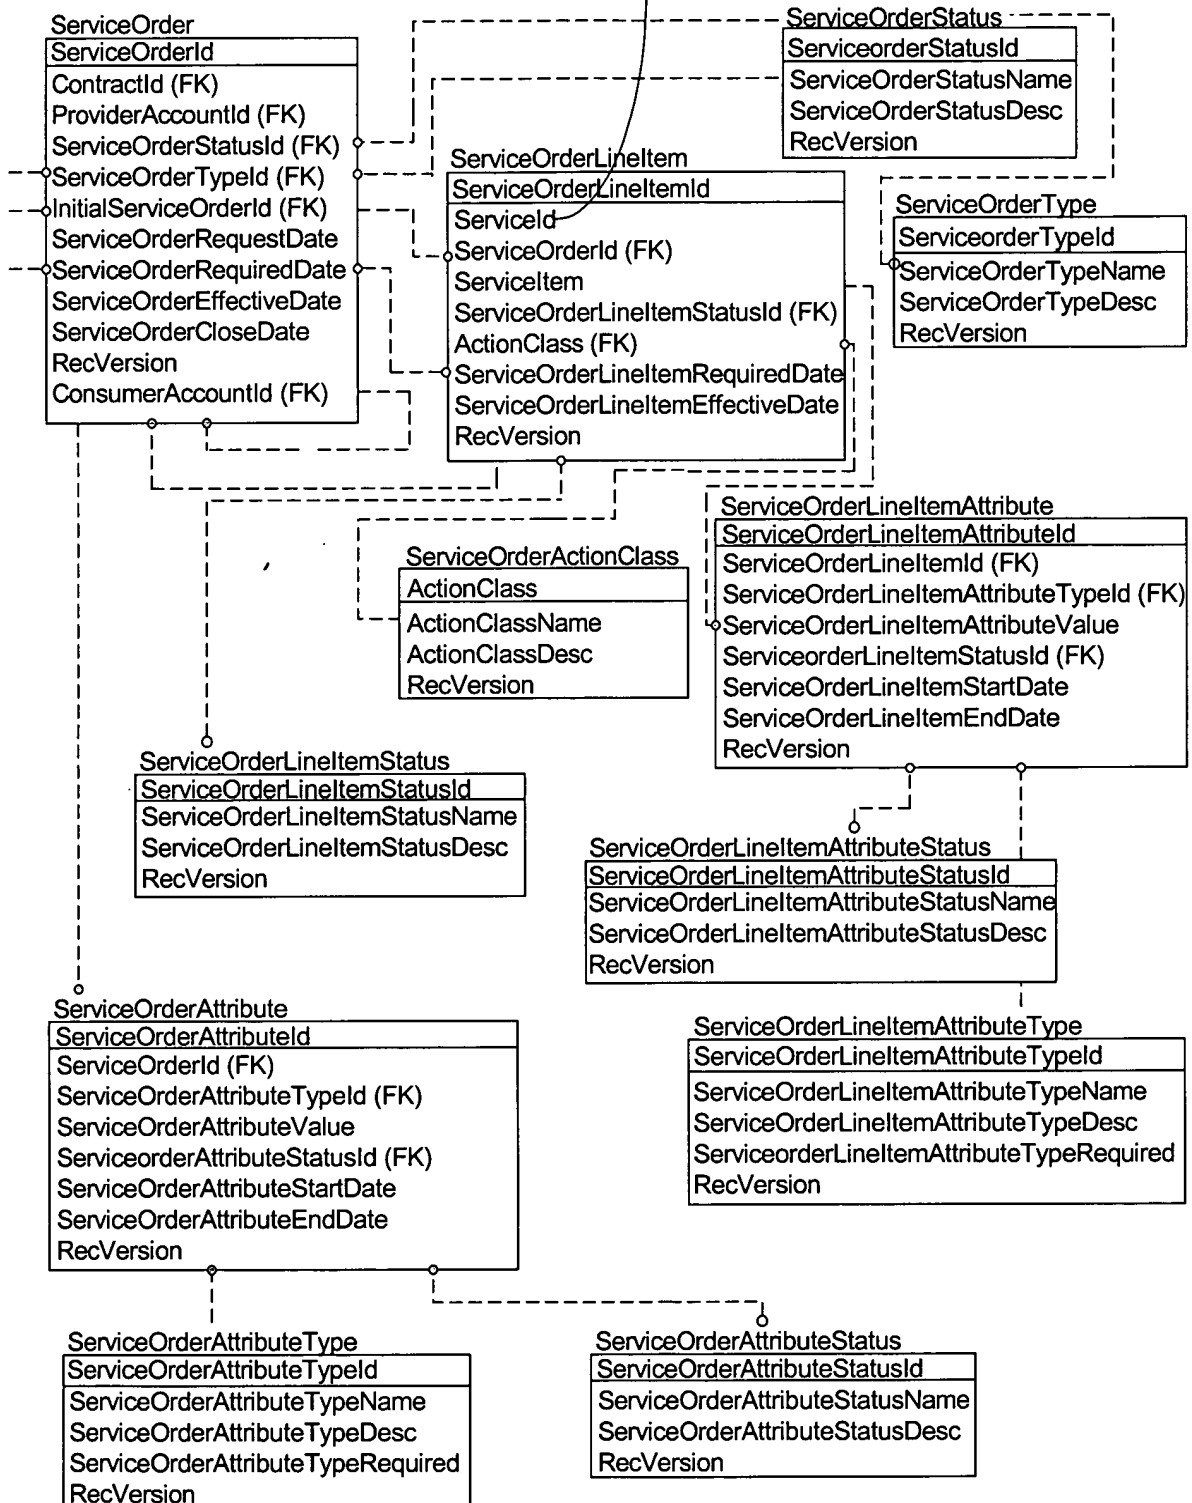 ServiceOrder
ServiceOrderId
ContractId (FK)
ProviderAccountId (FK)
ServiceOrderStatusId (FK)
ServiceOrderTypeId (FK)
InitialServiceOrderId (FK)
ServiceOrderRequestDate
ServiceOrderRequiredDate
ServiceOrderEffectiveDate
ServiceOrderCloseDate
RecVersion
ConsumerAccountId (FK)
ServiceOrderStatus
ServiceorderStatusId
ServiceOrderStatusName
ServiceOrderStatusDesc
RecVersion
ServiceOrderLineItem
ServiceOrderLineItemId
ServiceId
ServiceOrderId (FK)
ServiceItem
ServiceOrderLineItemStatusId (FK)
ActionClass (FK)
ServiceOrderLineItemRequiredDate
ServiceOrderLineItemEffectiveDate
RecVersion
ServiceOrderType
ServiceorderTypeId
ServiceOrderTypeName
ServiceOrderTypeDesc
RecVersion
ServiceOrderActionClass
ActionClass
ActionClassName
ActionClassDesc
RecVersion
ServiceOrderLineItemAttribute
ServiceOrderLineItemAttributeId
ServiceOrderLineItemId (FK)
ServiceOrderLineItemAttributeTypeId (FK)
ServiceOrderLineItemAttributeValue
ServiceorderLineItemStatusId (FK)
ServiceOrderLineItemStartDate
ServiceOrderLineItemEndDate
RecVersion
ServiceOrderLineItemStatus
ServiceOrderLineItemStatusId
ServiceOrderLineItemStatusName
ServiceOrderLineItemStatusDesc
RecVersion
ServiceOrderLineItemAttributeStatus
ServiceOrderLineItemAttributeStatusId
ServiceOrderLineItemAttributeStatusName
ServiceOrderLineItemAttributeStatusDesc
RecVersion
ServiceOrderAttribute
ServiceOrderAttributeId
ServiceOrderId (FK)
ServiceOrderAttributeTypeId (FK)
ServiceOrderAttributeValue
ServiceorderAttributeStatusId (FK)
ServiceOrderAttributeStartDate
ServiceOrderAttributeEndDate
RecVersion
ServiceOrderLineItemAttributeType
ServiceOrderLineItemAttributeTypeId
ServiceOrderLineItemAttributeTypeName
ServiceOrderLineItemAttributeTypeDesc
ServiceorderLineItemAttributeTypeRequired
RecVersion
ServiceOrderAttributeType
ServiceOrderAttributeTypeId
ServiceOrderAttributeTypeName
ServiceOrderAttributeTypeDesc
ServiceOrderAttributeTypeRequired
RecVersion
ServiceOrderAttributeStatus
ServiceOrderAttributeStatusId
ServiceOrderAttributeStatusName
ServiceOrderAttributeStatusDesc
RecVersion